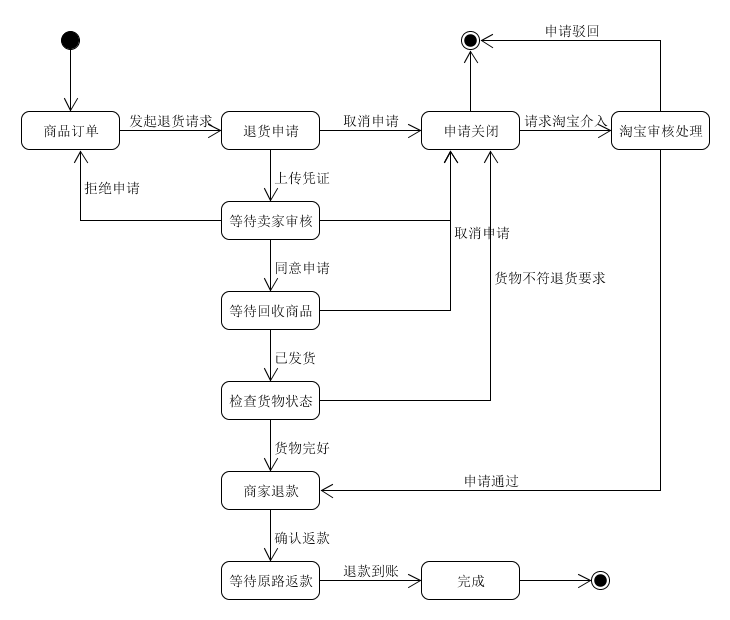 申请驳回
商品订单
发起退货请求
退货申请
取消申请
申请关闭
请求淘宝介入
淘宝审核处理
上传凭证
拒绝申请
等待卖家审核
取消申请
同意申请
货物不符退货要求
等待回收商品
已发货
检查货物状态
货物完好
申请通过
商家退款
确认返款
等待原路返款
退款到账
完成